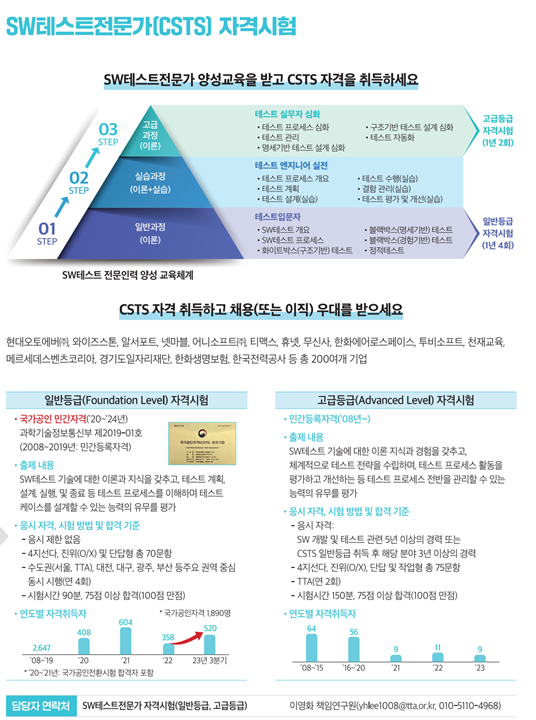 SW테스트전문가(CSTS) 자격시험
SW테스트전문가 양성교육을 받고 CSTS 자격을 취득하세요
03
STEP
고급
과정
(이론)
테스트 실무자 심화
• 테스트 프로세스 심화
• 테스트 관리
• 명세기반 테스트 설계 심화
• 구조기반 테스트 설계 심화
• 테스트 자동화
고급등급
자격시험
(1년 2회)
02
STEP
실습과정
(이론+실습)
테스트 엔지니어 실전
• 테스트 프로세스 개요
• 테스트 계획
• 테스트 설계(실습)
• 테스트 수행(실습)
• 결함 관리(실습)
• 테스트 평가 및 개선(실습)
01
STEP
일반과정
(이론)
테스트입문자
• SW테스트 개요
• SW테스트 프로세스
• 화이트박스(구조기반) 테스트
• 블랙박스(명세기반) 테스트
• 블랙박스(경험기반) 테스트
• 정적테스트
일반등급
자격시험
(1년 4회)
SW테스트 전문인력 양성 교육체계
CSTS 자격 취득하고 채용(또는 이직) 우대를 받으세요
현대오토에버㈜, 와이즈스톤, 알서포트, 넷마블, 어니소프트㈜, 티맥스, 휴넷, 무신사, 한화에어로스페이스, 투비소프트, 천재교육,
메르세데스벤츠코리아, 경기도일자리재단, 한화생명보험, 한국전력공사 등 총 200여개 기업
일반등급(Foundation Level) 자격시험
• 국가공인 민간자격('20~'24년)
과학기술정보통신부 제2019-01호
(2008~2019년: 민간등록자격)
• 출제 내용
SW테스트 기술에 대한 이론과 지식을 갖추고, 테스트 계획,
설계, 실행, 및 종료 등 테스트 프로세스를 이해하며 테스트
케이스를 설계할 수 있는 능력의 유무를 평가
• 응시 자격, 시험 방법 및 합격 기준
- 응시 제한 없음
- 4지선다, 진위(O/X) 및 단답형 총 70문항
- 수도권(서울, TTA), 대전, 대구, 광주, 부산 등주요 권역 중심
동시 시행(연 4회)
- 시험시간 90분, 75점 이상 합격(100점 만점)
• 연도별 자격취득자
* 국가공인자격 1,890명
2,647
408
604
358
520
'08~'19
'20
'21
'22
23년 3분기
* '20~'21년: 국가공인전환시험 합격자 포함
고급등급(Advanced Level) 자격시험
• 민간등록자격('08년~)
• 출제 내용
SW테스트 기술에 대한 이론 지식과 경험을 갖추고,
체계적으로 테스트 전략을 수립하며, 테스트 프로세스 활동을
평가하고 개선하는 등 테스트 프로세스 전반을 관리할 수 있는
능력의 유무를 평가
• 응시 자격, 시험 방법 및 합격 기준
- 응시 자격:
SW 개발 및 테스트 관련 5년 이상의 경력 또는
CSTS 일반등급 취득 후 해당 분야 3년 이상의 경력
- 4지선다, 진위(O/X), 단답 및 작업형 총 75문항
- TTA(연 2회)
- 시험시간 150분, 75점 이상 합격(100점 만점)
• 연도별 자격취득자
64
56
9
11
9
'08~'15
'16~'20
'21
'22
'23
담당자 연락처
SW테스트전문가 자격시험(일반등급, 고급등급)
이영화 책임연구원(yhlee1008@tta,or,kr, 010-5110-4968)